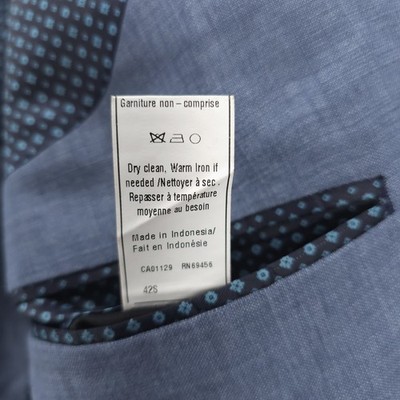 Garniture non - comprise
Dry clean, Warm Iron if
needed /Nettoyer à sec .
Repasser à température
moyenne au besoin
Made in Indonesia/
Fait en Indonésie
CA01129 RN69456
42S